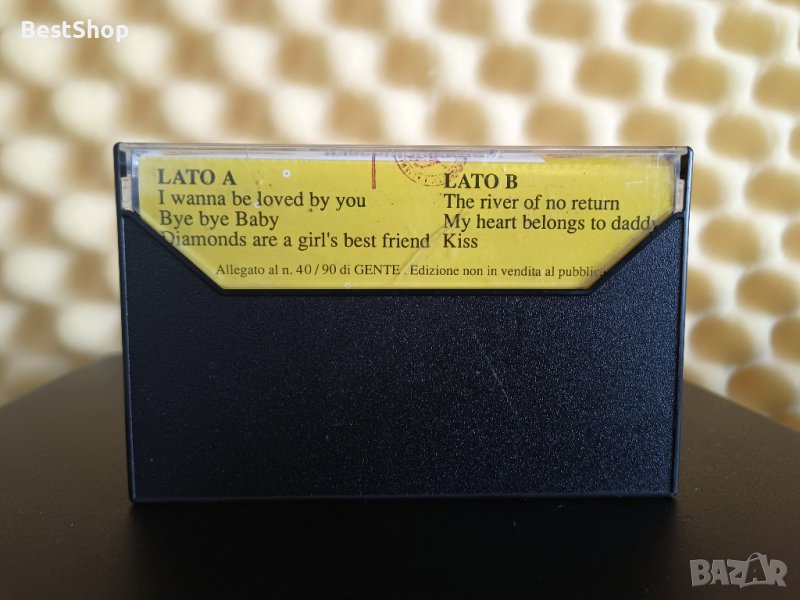 BestShop
LATO A
I wanna be loved by you
Bye bye Baby
Diamonds are a girl's best friend
LATO B
The river of no return
My heart belongs to daddy
Kiss
Allegato al n. 40/90 di GENTE. Edizione non in vendita al pubblico
BAZAR